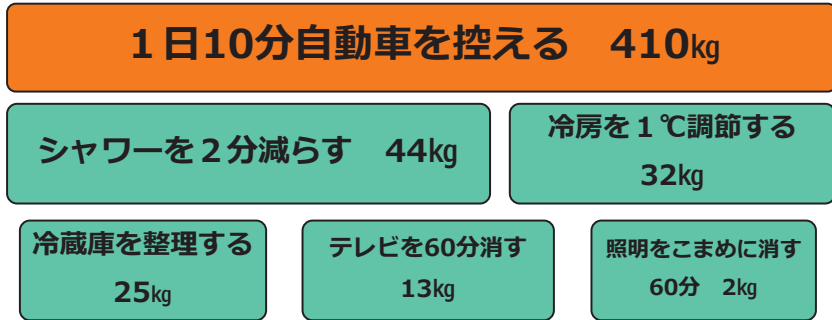 １日10分自動車を控える　410㎏
シャワーを２分減らす　44㎏
冷房を１℃調節する
32㎏
冷蔵庫を整理する
25㎏
テレビを60分消す
13㎏
照明をこまめに消す
60分　2㎏